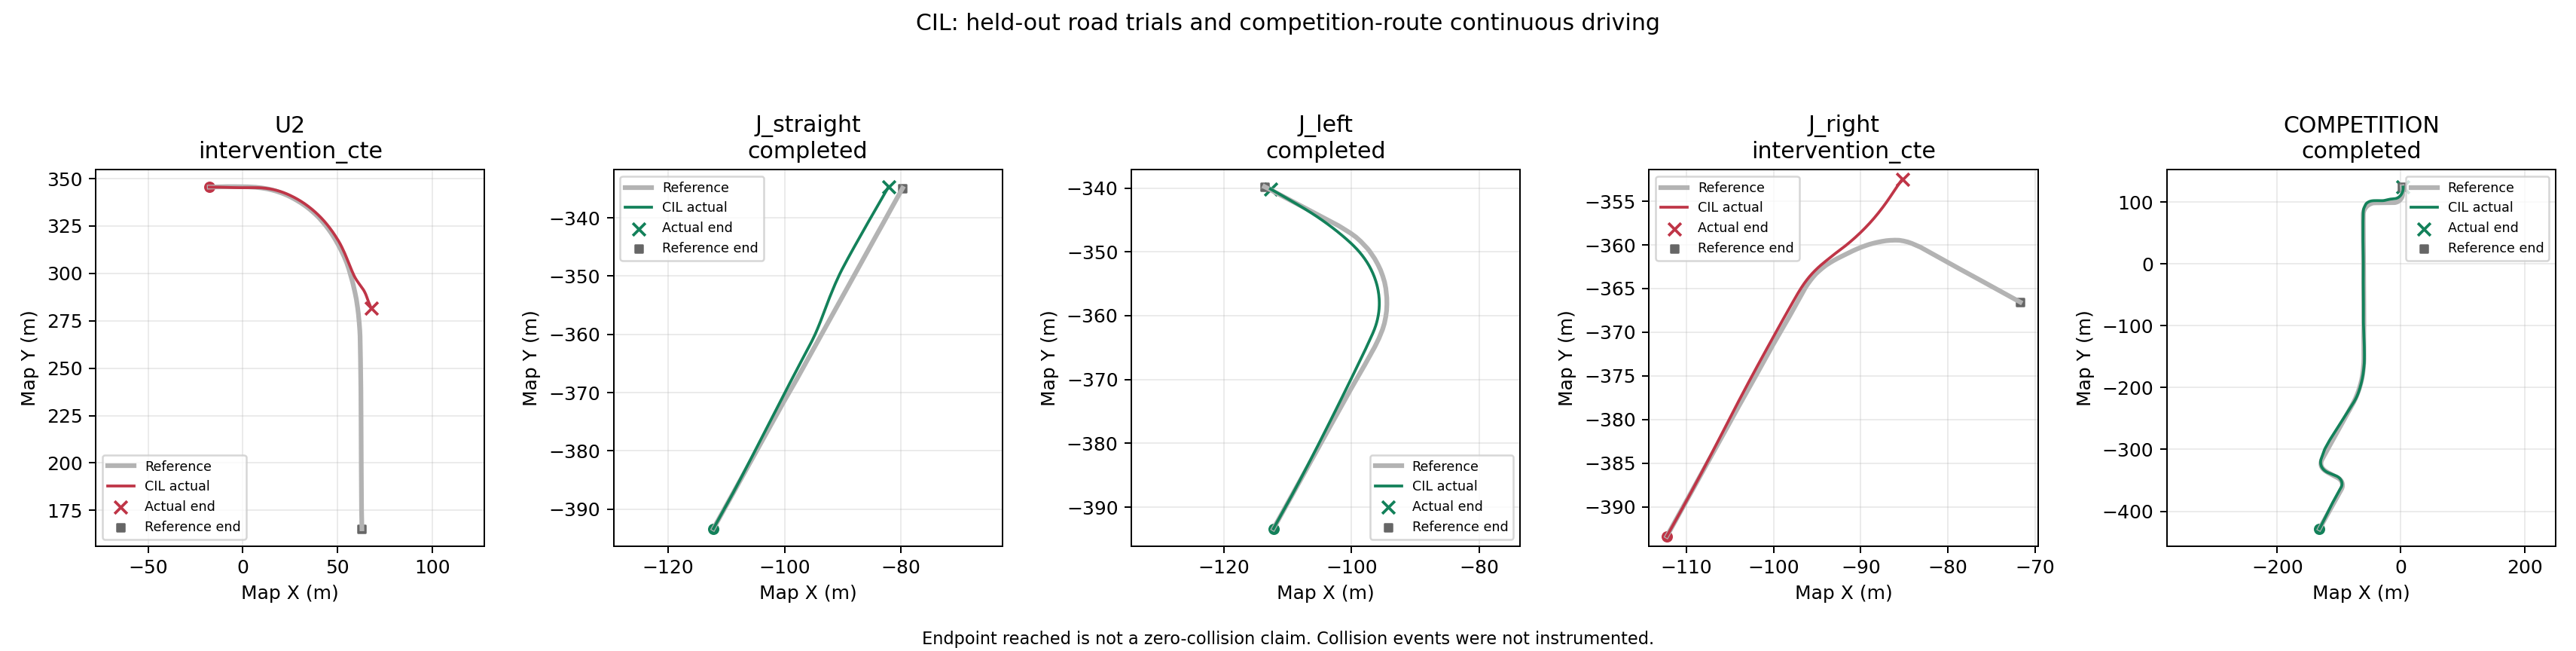 CIL: held-out road trials and competition-route continuous driving
U2
intervention_cte
350
325
300
275
250
225
200
175
Map Y (m)
Reference
CIL actual
Actual end
Reference end
−50
0
50
100
Map X (m)
J_straight
completed
Reference
CIL actual
Actual end
Reference end
−340
−350
−360
−370
−380
−390
Map Y (m)
−120
−100
−80
Map X (m)
J_left
completed
−340
−350
−360
−370
−380
−390
Map Y (m)
Reference
CIL actual
Actual end
Reference end
−120
−100
−80
Map X (m)
J_right
intervention_cte
Reference
CIL actual
Actual end
Reference end
−355
−360
−365
−370
−375
−380
−385
−390
Map Y (m)
−110
−100
−90
−80
−70
Map X (m)
COMPETITION
completed
Reference
CIL actual
Actual end
Reference end
100
0
−100
−200
−300
−400
Map Y (m)
−200
0
200
Map X (m)
Endpoint reached is not a zero-collision claim. Collision events were not instrumented.